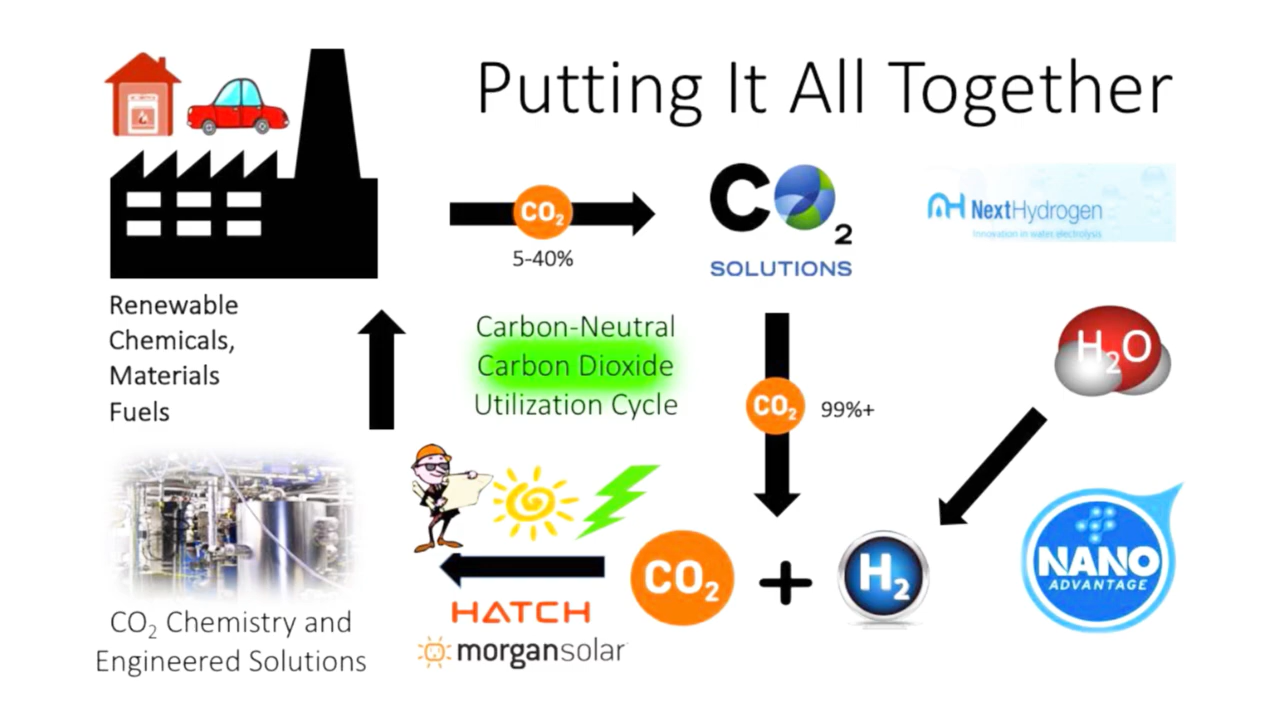 Putting It All Together
CO₂
5-40%
CO₂
SOLUTIONS
NextHydrogen
Innovation in water electrolysis
Renewable
Chemicals,
Materials
Fuels
Carbon-Neutral
Carbon Dioxide
Utilization Cycle
CO₂
99%+
H₂O
CO₂ + H₂
NANO
ADVANTAGE
HATCH
morgansolar
CO₂ Chemistry and
Engineered Solutions